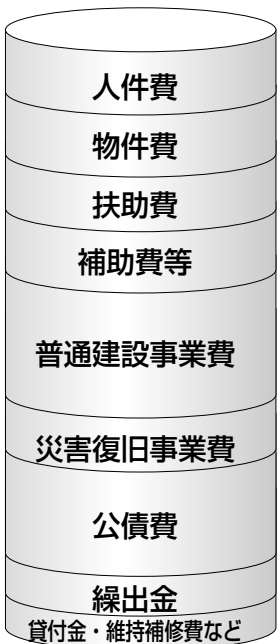 人件費
物件費
扶助費
補助費等
普通建設事業費
災害復旧事業費
公債費
繰出金
貸付金・維持補修費など